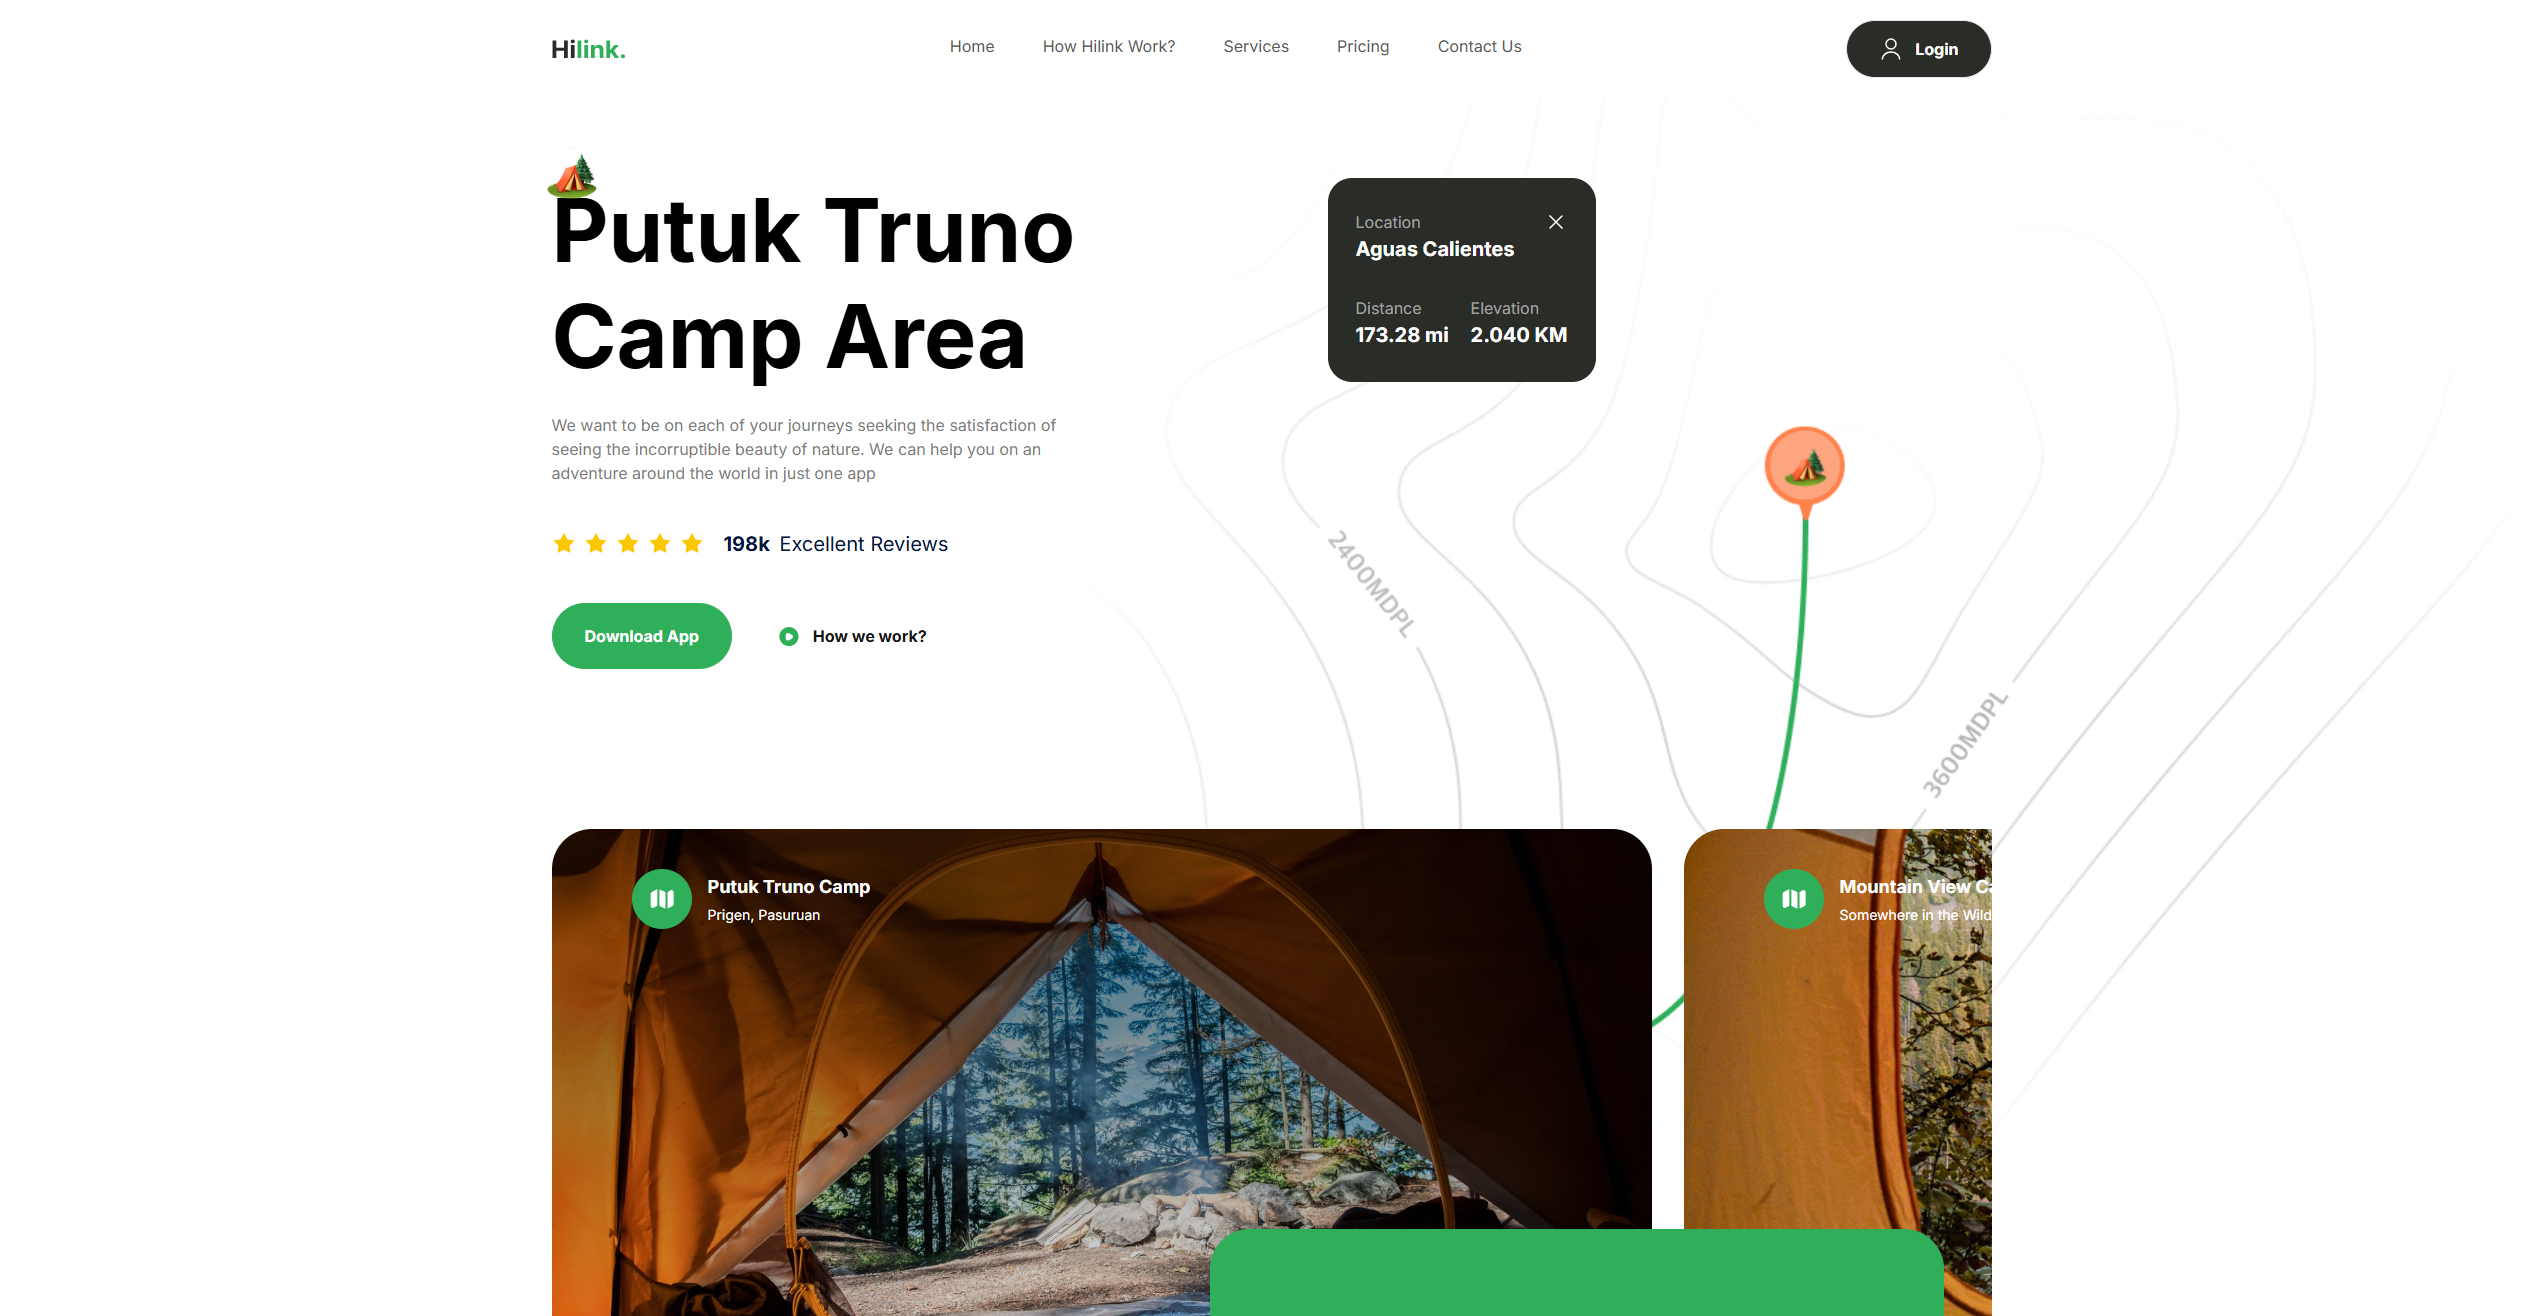 Hilink.
Home
How Hilink Work?
Services
Pricing
Contact Us
Login
Putuk Truno
Camp Area
We want to be on each of your journeys seeking the satisfaction of
seeing the incorruptible beauty of nature. We can help you on an
adventure around the world in just one app
198k Excellent Reviews
Download App
How we work?
Location
Aguas Calientes
Distance
173.28 mi
Elevation
2.040 KM
2400MDPL
3600MDPL
Putuk Truno Camp
Prigen, Pasuruan
Mountain View
Somewhere in the Wild